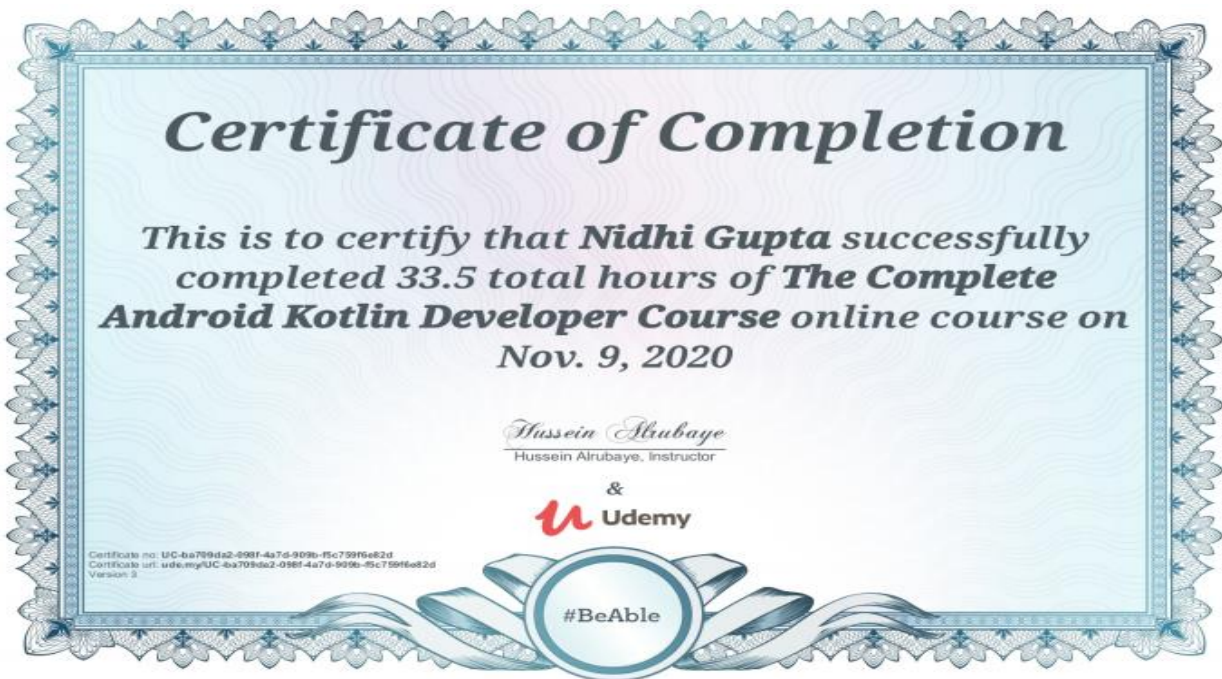 Certificate of Completion
This is to certify that Nidhi Gupta successfully
completed 33.5 total hours of The Complete
Android Kotlin Developer Course online course on
Nov. 9, 2020
Hussein Alrubaye
Hussein Alrubaye, Instructor
&
Udemy
Certificate no: UC-ba709da2-098f-4a7d-909b-f5c759f6e82d
Certificate url: ude.my/UC-ba709da2-098f-4a7d-909b-f5c759f6e82d
Version 3
#BeAble